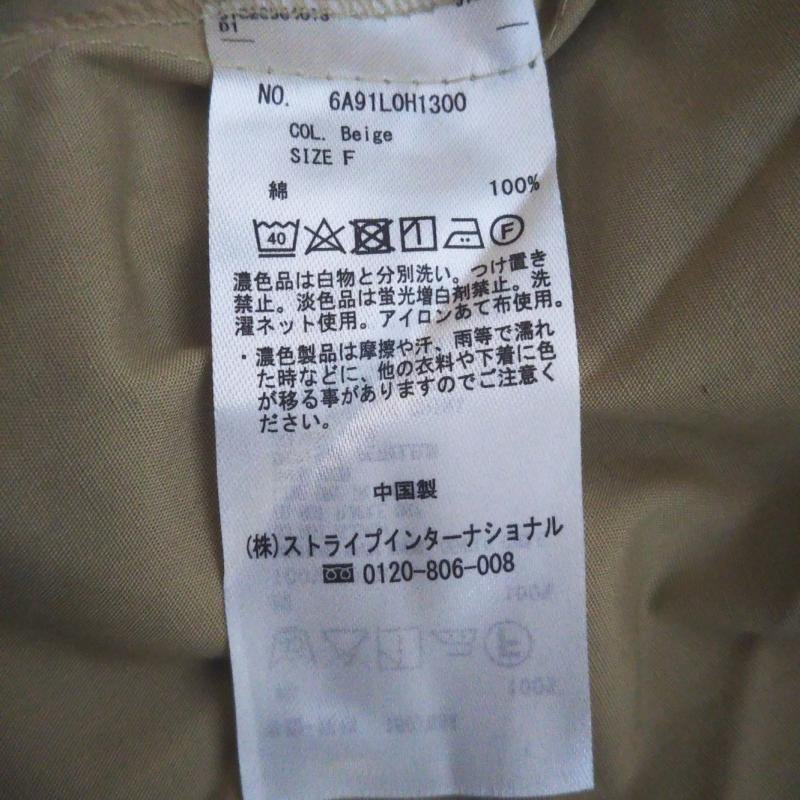 D1
NO. 6A91L0H1300
COL. Beige
SIZE F
綿 100%
40 F
濃色品は白物と分別洗い。つけ置き
禁止。淡色品は蛍光増白剤禁止。洗
濯ネット使用。アイロンあて布使用。
・濃色製品は摩擦や汗、雨等で濡れ
た時などに、他の衣料や下着に色
が移る事がありますのでご注意く
ださい。
中国製
(株)ストライプインターナショナル
0120-806-008